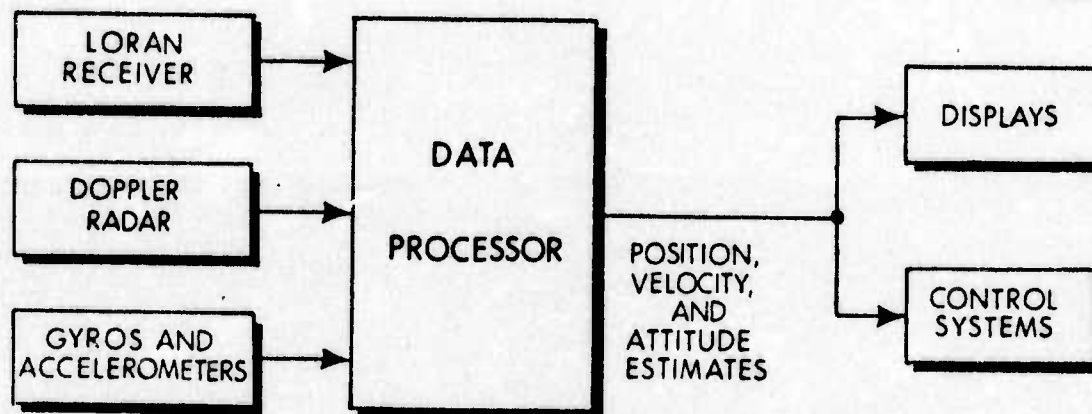 LORAN
RECEIVER
DOPPLER
RADAR
GYROS AND
ACCELEROMETERS
DATA
PROCESSOR
POSITION,
VELOCITY,
AND
ATTITUDE
ESTIMATES
DISPLAYS
CONTROL
SYSTEMS